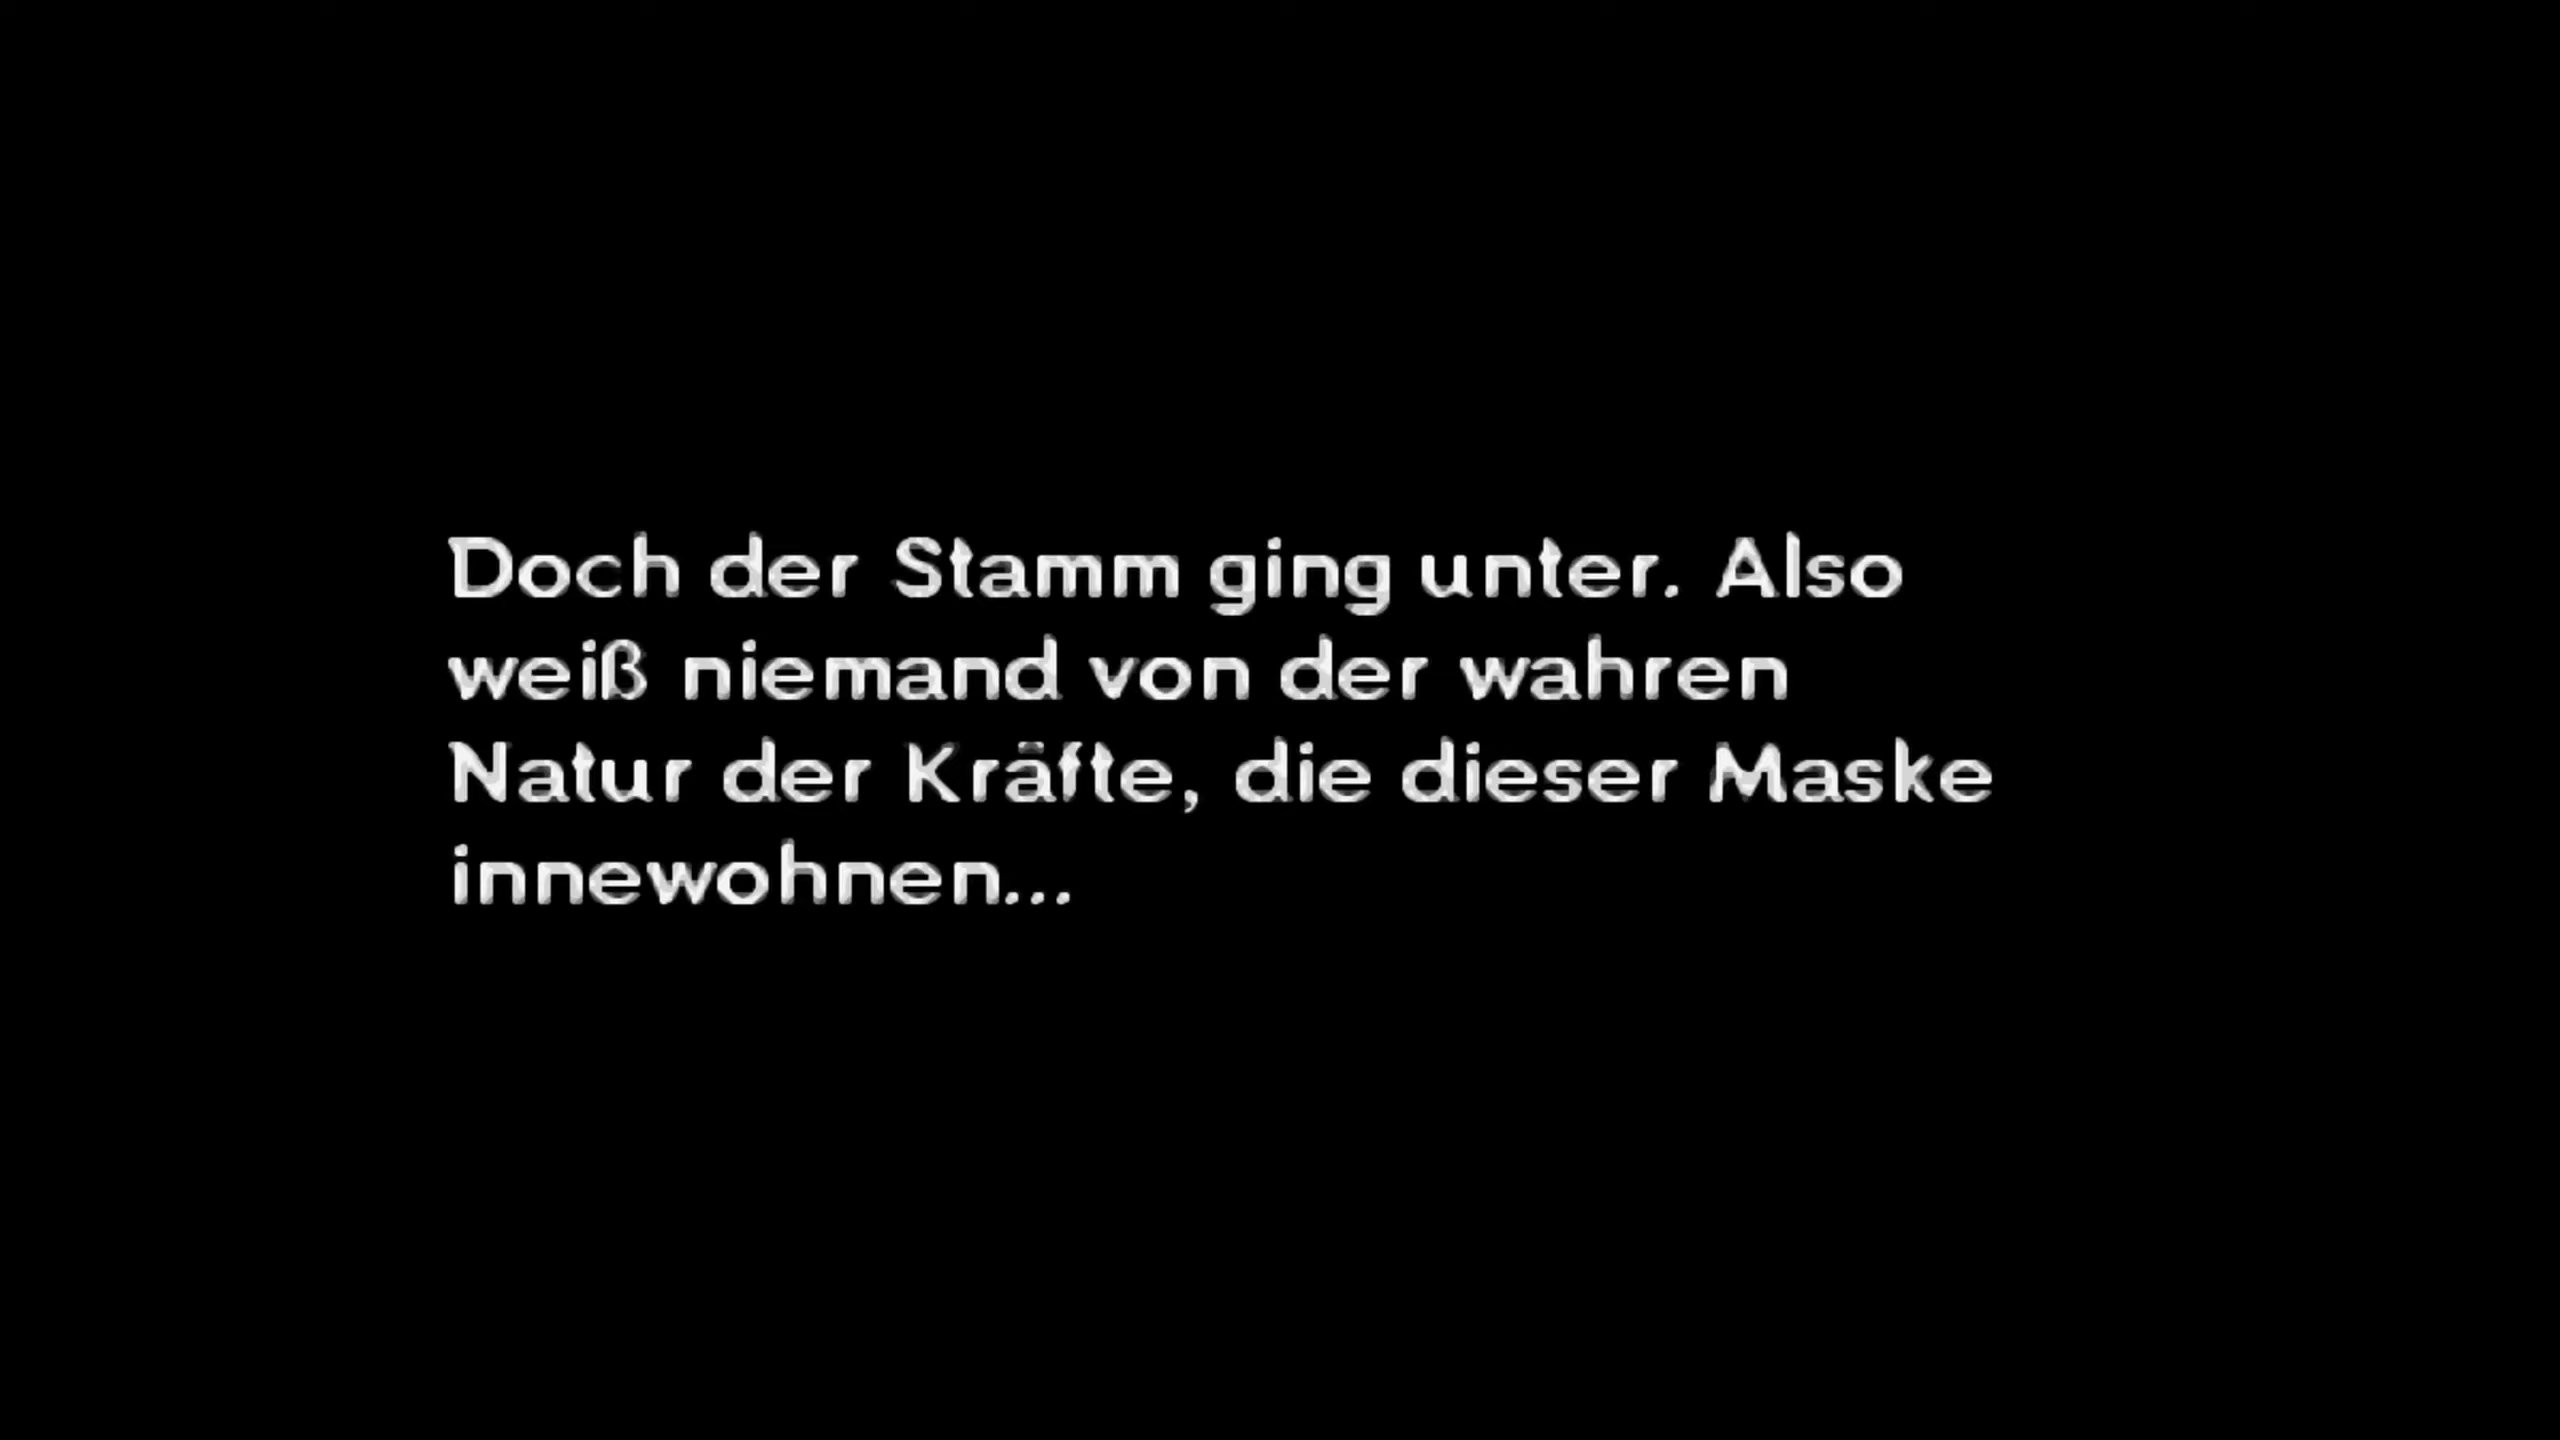 Doch der Stamm ging unter. Also
weiß niemand von der wahren
Natur der Kräfte, die dieser Maske
innewohnen...